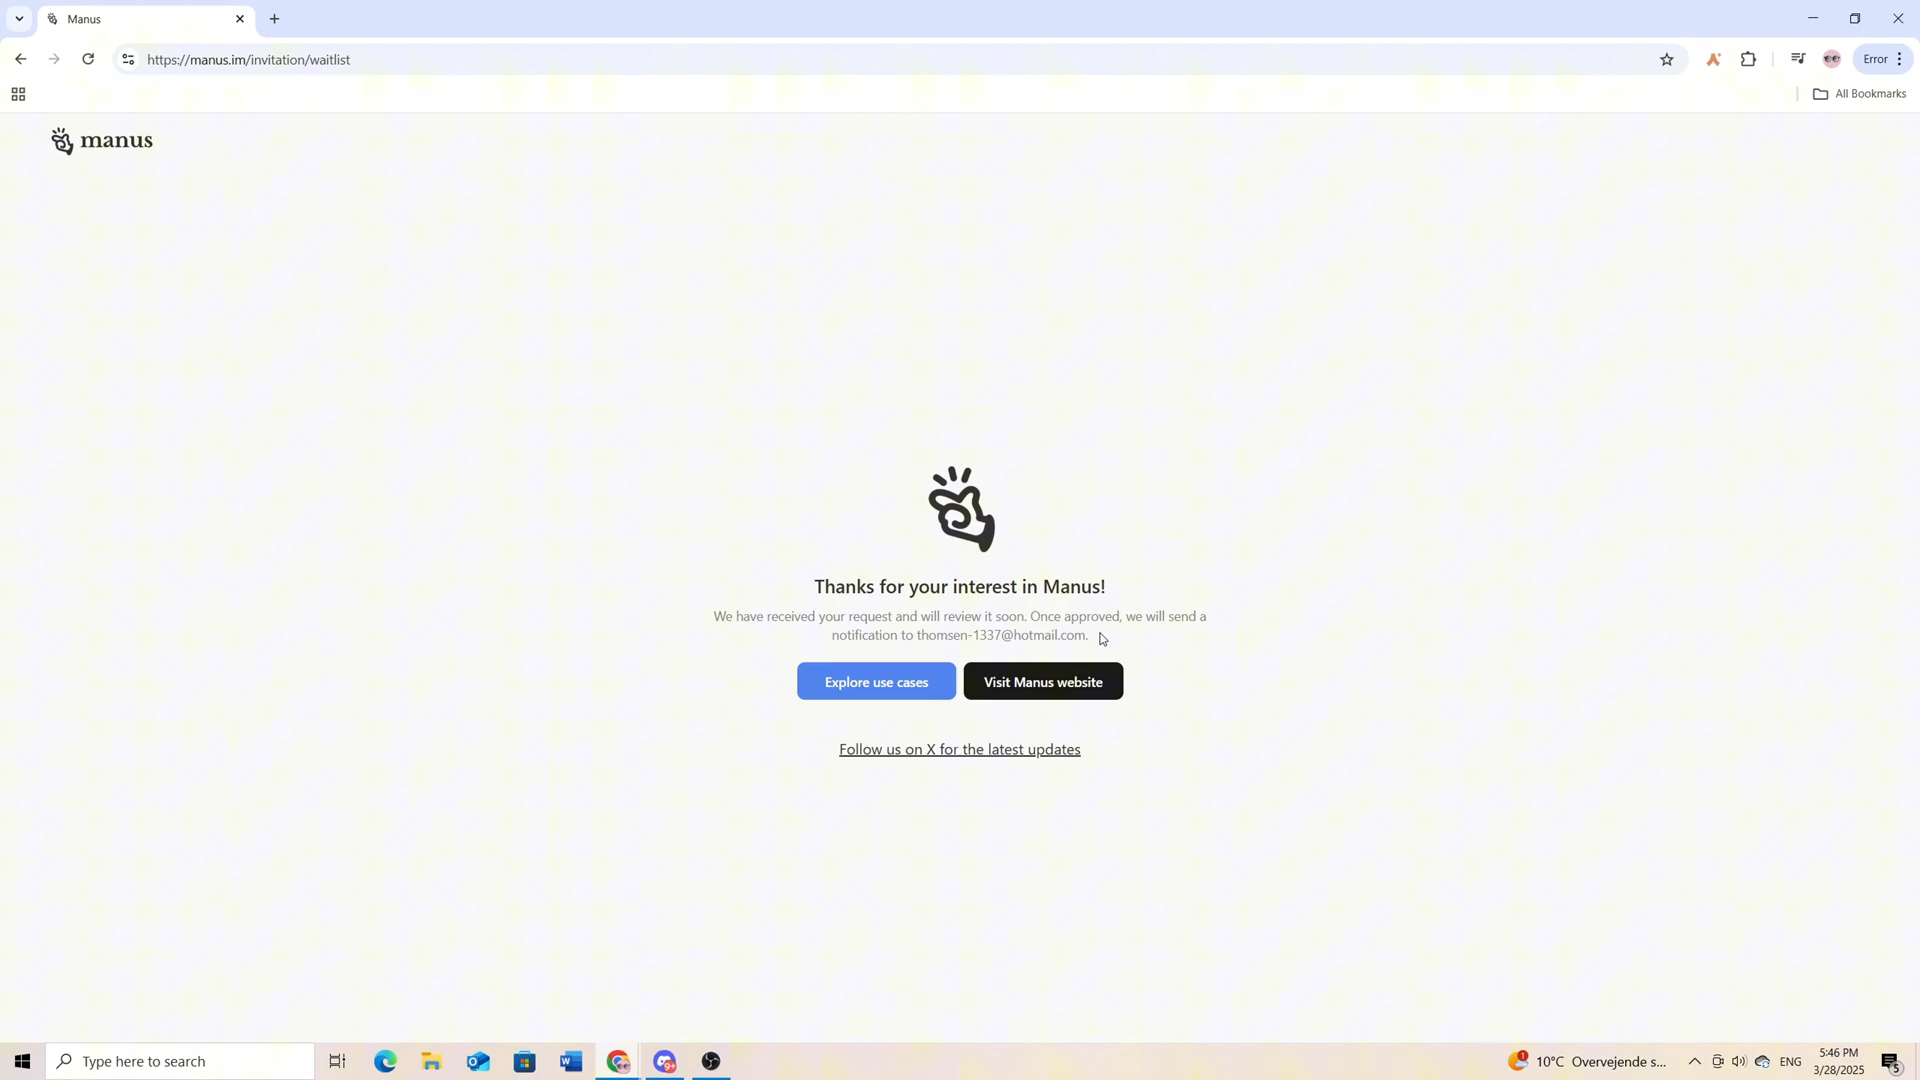 Manus
https://manus.im/invitation/waitlist
Error
All Bookmarks
manus
Thanks for your interest in Manus!
We have received your request and will review it soon. Once approved, we will send a
notification to thomsen-1337@hotmail.com.
Explore use cases
Visit Manus website
Follow us on X for the latest updates
Type here to search
9+
1
10°C Overvejende s...
ENG
5:46 PM
3/28/2025
5